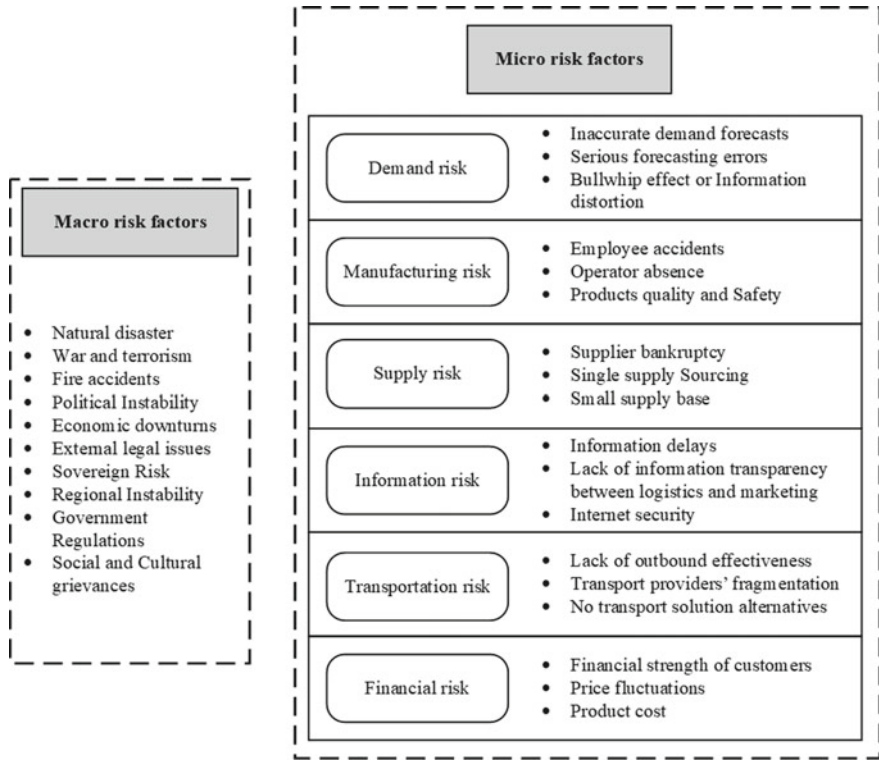 Macro risk factors
Natural disaster
War and terrorism
Fire accidents
Political Instability
Economic downturns
External legal issues
Sovereign Risk
Regional Instability
Government
Regulations
Social and Cultural
grievances
Micro risk factors
Demand risk
Inaccurate demand forecasts
Serious forecasting errors
Bullwhip effect or Information
distortion
Manufacturing risk
Employee accidents
Operator absence
Products quality and Safety
Supply risk
Supplier bankruptcy
Single supply Sourcing
Small supply base
Information risk
Information delays
Lack of information transparency
between logistics and marketing
Internet security
Transportation risk
Lack of outbound effectiveness
Transport providers’ fragmentation
No transport solution alternatives
Financial risk
Financial strength of customers
Price fluctuations
Product cost